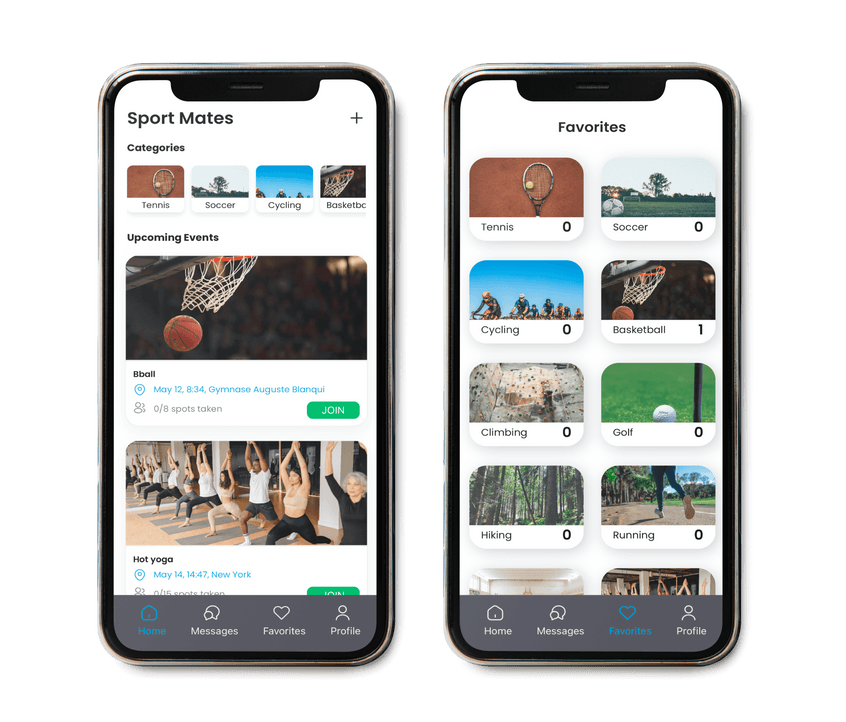 Sport Mates
Categories
Tennis
Soccer
Cycling
Basketbc
Upcoming Events
Bball
May 12, 8:34, Gymnase Auguste Blanqui
0/8 spots taken
JOIN
Hot yoga
May 14, 14:47, New York
0/15 spots taken
JOIN
Home
Messages
Favorites
Profile
Favorites
Tennis 0
Soccer 0
Cycling 0
Basketball 1
Climbing 0
Golf 0
Hiking 0
Running 0
Home
Messages
Favorites
Profile